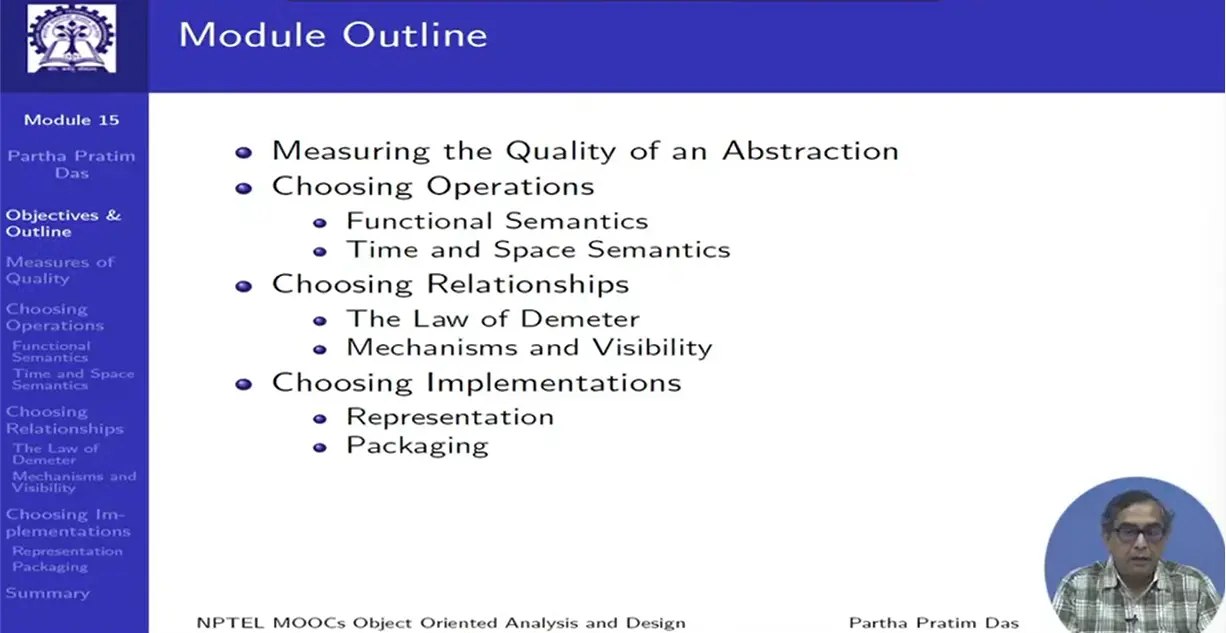 Module Outline
Module 15
Partha Pratim
Das
Objectives &
Outline
Measures of
Quality
Choosing
Operations
Functional
Semantics
Time and Space
Semantics
Choosing
Relationships
The Law of
Demeter
Mechanisms and
Visibility
Choosing Im-
plementations
Representation
Packaging
Summary
Measuring the Quality of an Abstraction
Choosing Operations
Functional Semantics
Time and Space Semantics
Choosing Relationships
The Law of Demeter
Mechanisms and Visibility
Choosing Implementations
Representation
Packaging
NPTEL MOOCs Object Oriented Analysis and Design
Partha Pratim Das